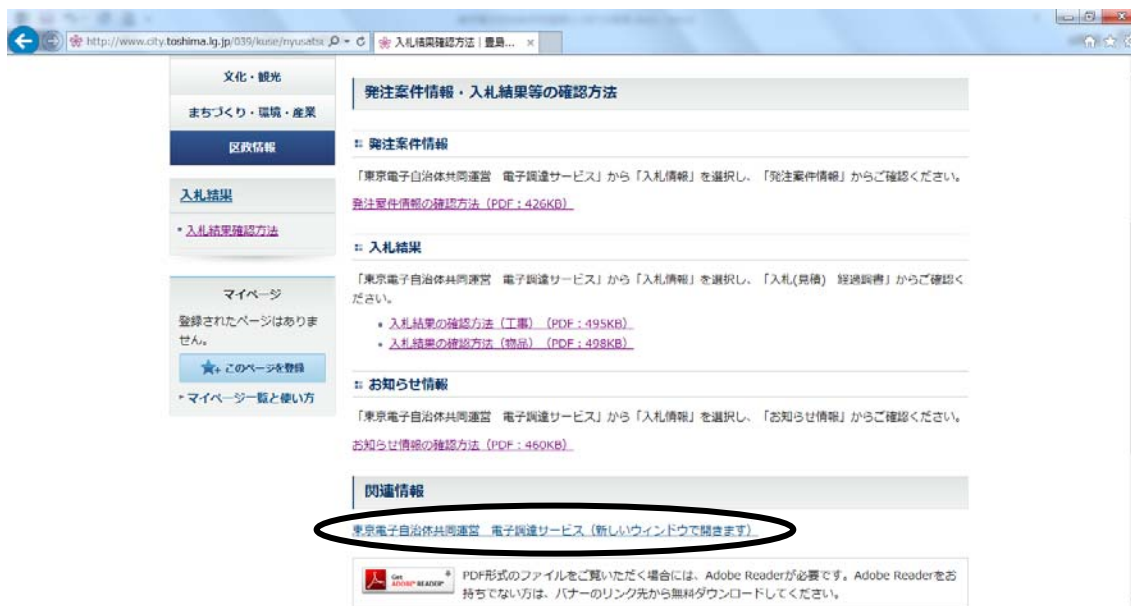 http://www.city.toshima.lg.jp/039/kuse/nyusatsu
入札結果確認方法｜豊島...
文化・観光
まちづくり・環境・産業
区政情報
入札結果
入札結果確認方法
マイページ
登録されたページはありま
せん。
このページを登録
マイページ一覧と使い方
発注案件情報・入札結果等の確認方法
発注案件情報
「東京電子自治体共同運営　電子調達サービス」から「入札情報」を選択し、「発注案件情報」からご確認ください。
発注案件情報の確認方法（PDF：426KB）
入札結果
「東京電子自治体共同運営　電子調達サービス」から「入札情報」を選択し、「入札(見積)　経過調書」からご確認く
ださい。
入札結果の確認方法（工事）（PDF：495KB）
入札結果の確認方法（物品）（PDF：498KB）
お知らせ情報
「東京電子自治体共同運営　電子調達サービス」から「入札情報」を選択し、「お知らせ情報」からご確認ください。
お知らせ情報の確認方法（PDF：460KB）
関連情報
東京電子自治体共同運営　電子調達サービス（新しいウィンドウで開きます）
Get
ADOBE® READER®
PDF形式のファイルをご覧いただく場合には、Adobe Readerが必要です。Adobe Readerをお
持ちでない方は、バナーのリンク先から無料ダウンロードしてください。